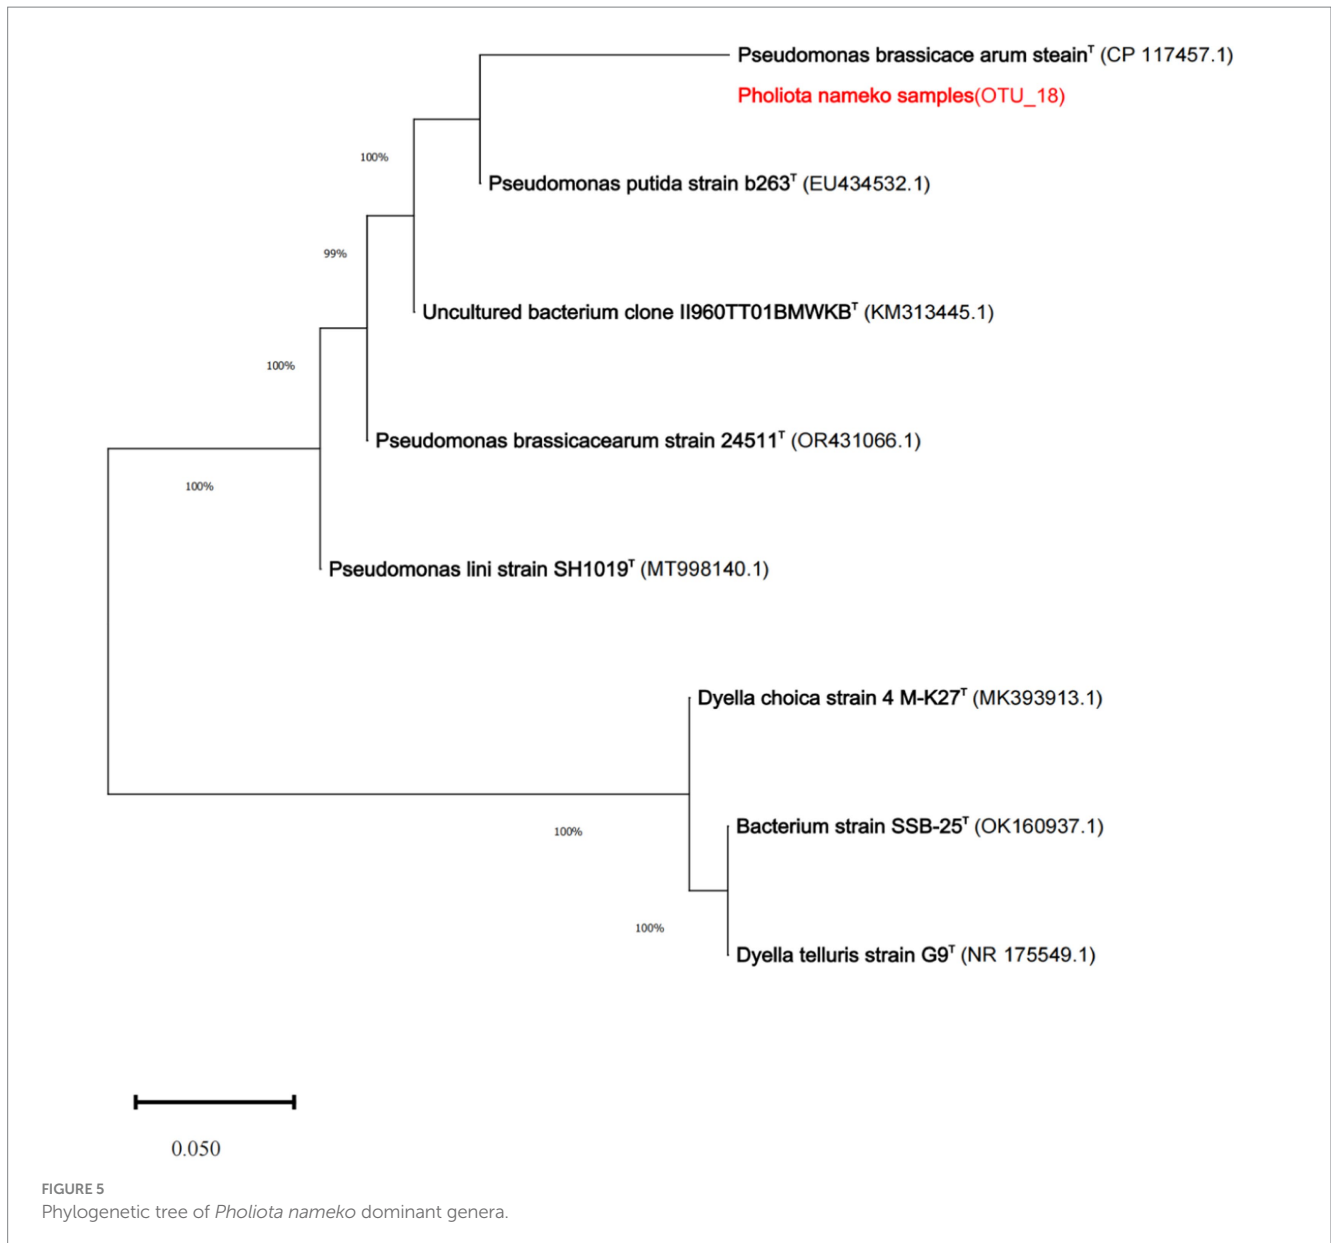 Pseudomonas brassicace arum steainᵀ (CP 117457.1)
Pholiota nameko samples(OTU_18)
100%
Pseudomonas putida strain b263ᵀ (EU434532.1)
99%
Uncultured bacterium clone II960TT01BMWKBᵀ (KM313445.1)
100%
Pseudomonas brassicacearum strain 24511ᵀ (OR431066.1)
100%
Pseudomonas lini strain SH1019ᵀ (MT998140.1)
Dyella choica strain 4 M-K27ᵀ (MK393913.1)
100%
Bacterium strain SSB-25ᵀ (OK160937.1)
100%
Dyella telluris strain G9ᵀ (NR 175549.1)
0.050
FIGURE 5
Phylogenetic tree of Pholiota nameko dominant genera.